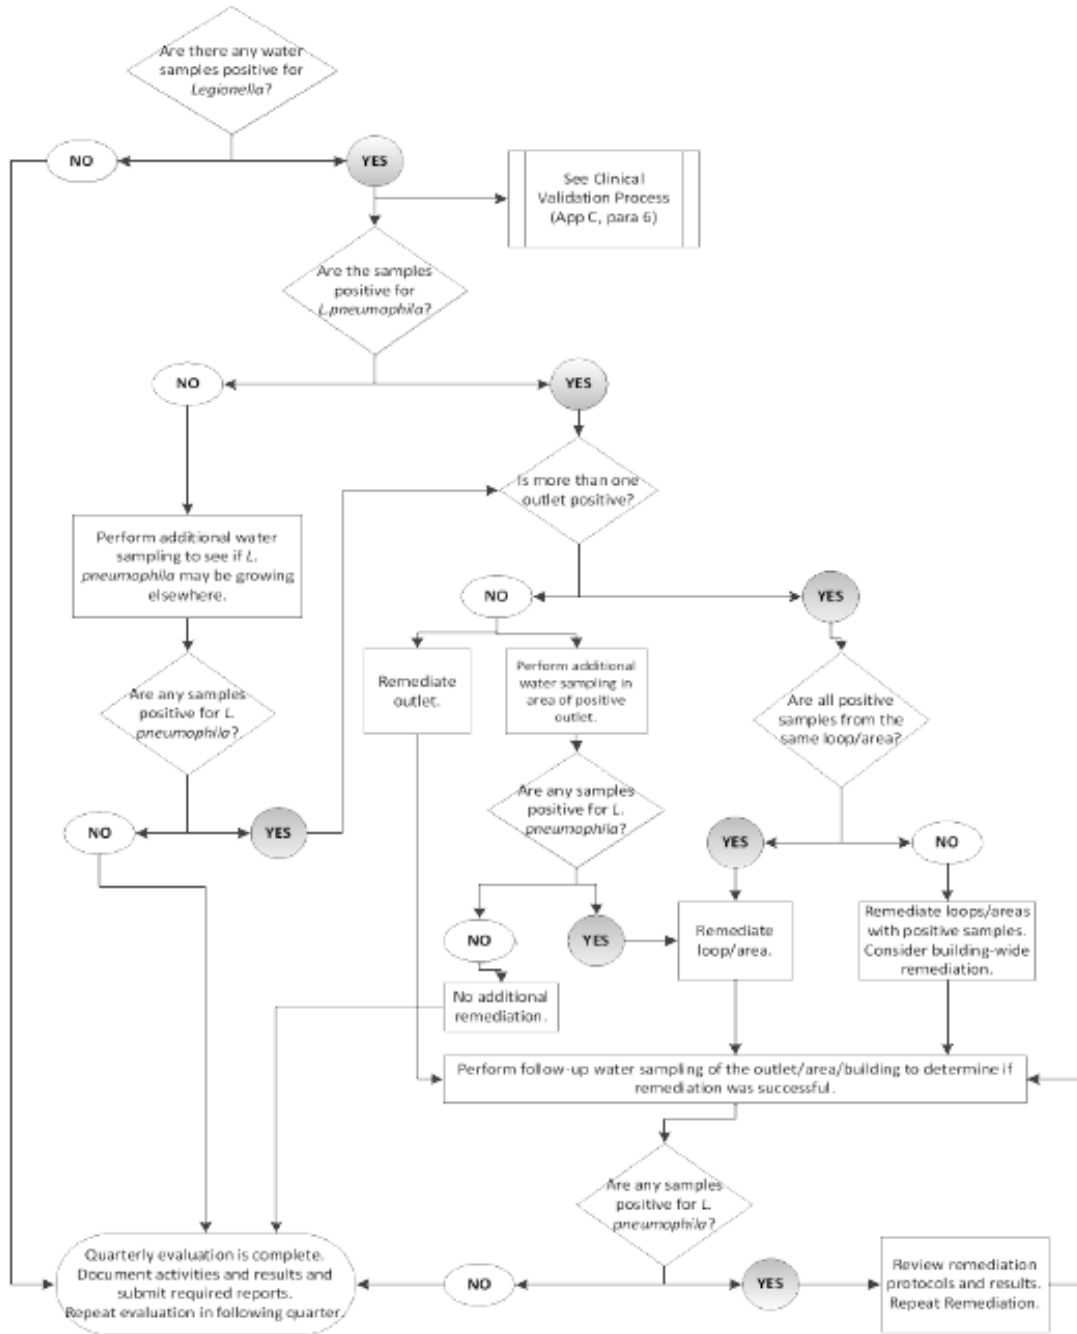 Are there any water
samples positive for
Legionella?
NO
YES
See Clinical
Validation Process
(App C, para 6)
Are the samples
positive for
L.pneumophila?
NO
YES
Is more than one
outlet positive?
Perform additional water
sampling to see if L.
pneumophila may be growing
elsewhere.
NO
YES
Remediate
outlet.
Perform additional
water sampling in
area of positive
outlet.
Are any samples
positive for L.
pneumophila?
Are all positive
samples from the
same loop/area?
Are any samples
positive for L.
pneumophila?
NO
YES
YES
NO
NO
YES
Remediate
loop/area.
Remediate loops/areas
with positive samples.
Consider building-wide
remediation.
No additional
remediation.
Perform follow-up water sampling of the outlet/area/building to determine if
remediation was successful.
Are any samples
positive for L.
pneumophila?
Quarterly evaluation is complete.
Document activities and results and
submit required reports.
Repeat evaluation in following quarter.
NO
YES
Review remediation
protocols and results.
Repeat Remediation.